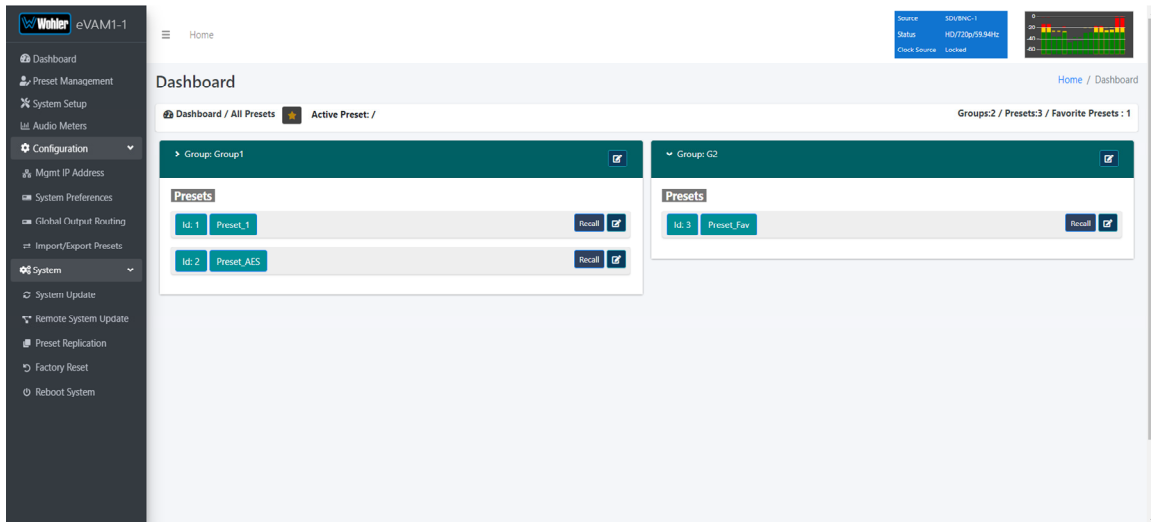 Wohler eVAM1-1
Dashboard
Preset Management
System Setup
Audio Meters
Configuration
Mgmt IP Address
System Preferences
Global Output Routing
Import/Export Presets
System
System Update
Remote System Update
Preset Replication
Factory Reset
Reboot System
Home
Source SDI/BNC-1
Status HD/720p/59.94Hz
Clock Source Locked
0
-20
-40
-60
Dashboard
Home / Dashboard
Dashboard / All Presets Active Preset: /
Groups:2 / Presets:3 / Favorite Presets : 1
Group: Group1
Presets
Id: 1 Preset_1 Recall
Id: 2 Preset_AES Recall
Group: G2
Presets
Id: 3 Preset_Fav Recall